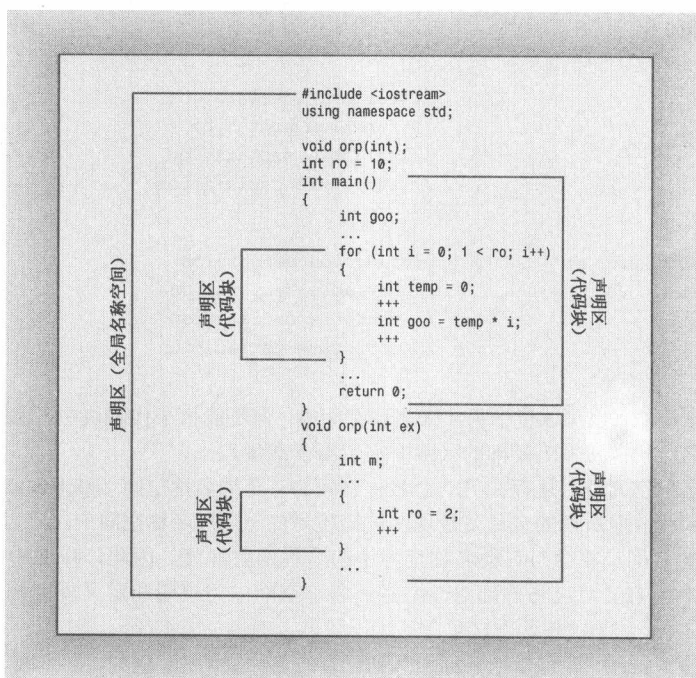 #include <iostream>
using namespace std;
void orp(int);
int ro = 10;
int main()
{
int goo;
...
for (int i = 0; 1 < ro; i++)
{
int temp = 0;
+++
int goo = temp * i;
+++
}
...
return 0;
}
void orp(int ex)
{
int m;
...
{
int ro = 2;
+++
}
...
}
声明区（全局名称空间）
声明区
（代码块）
声明区
（代码块）
声明区
（代码块）
声明区
（代码块）